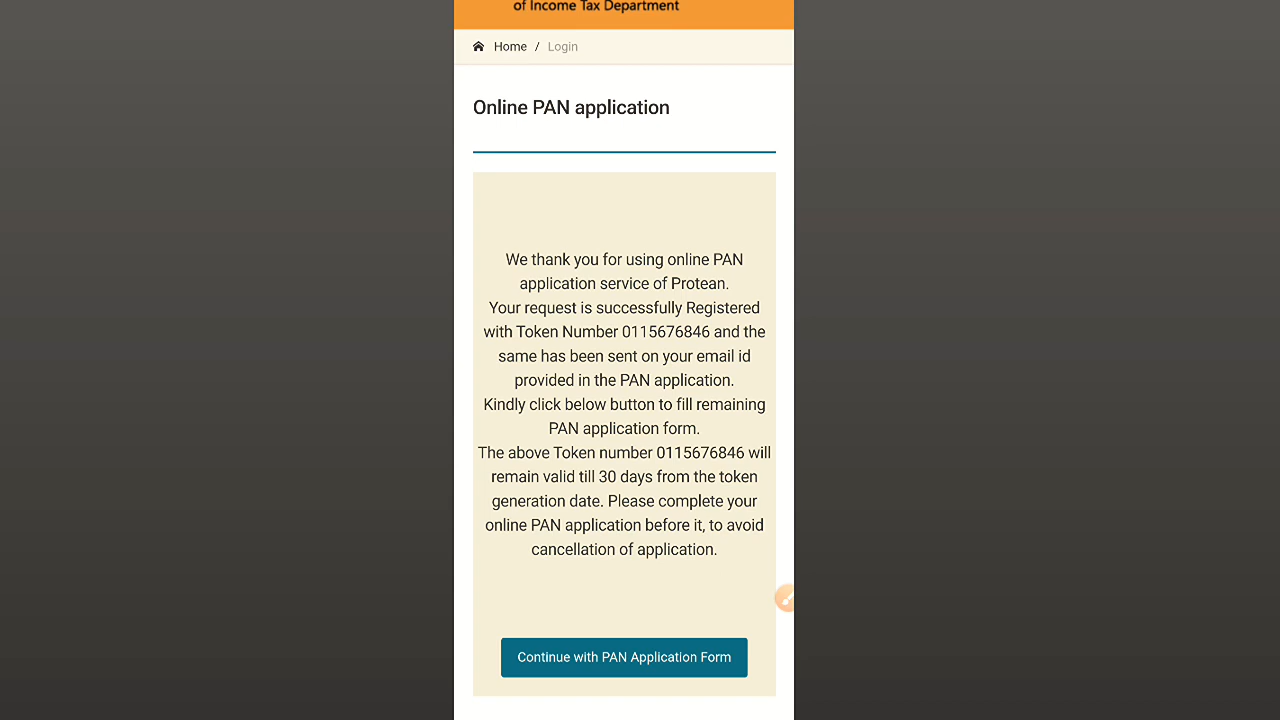 of Income Tax Department
Home / Login
Online PAN application
We thank you for using online PAN
application service of Protean.
Your request is successfully Registered
with Token Number 0115676846 and the
same has been sent on your email id
provided in the PAN application.
Kindly click below button to fill remaining
PAN application form.
The above Token number 0115676846 will
remain valid till 30 days from the token
generation date. Please complete your
online PAN application before it, to avoid
cancellation of application.
Continue with PAN Application Form